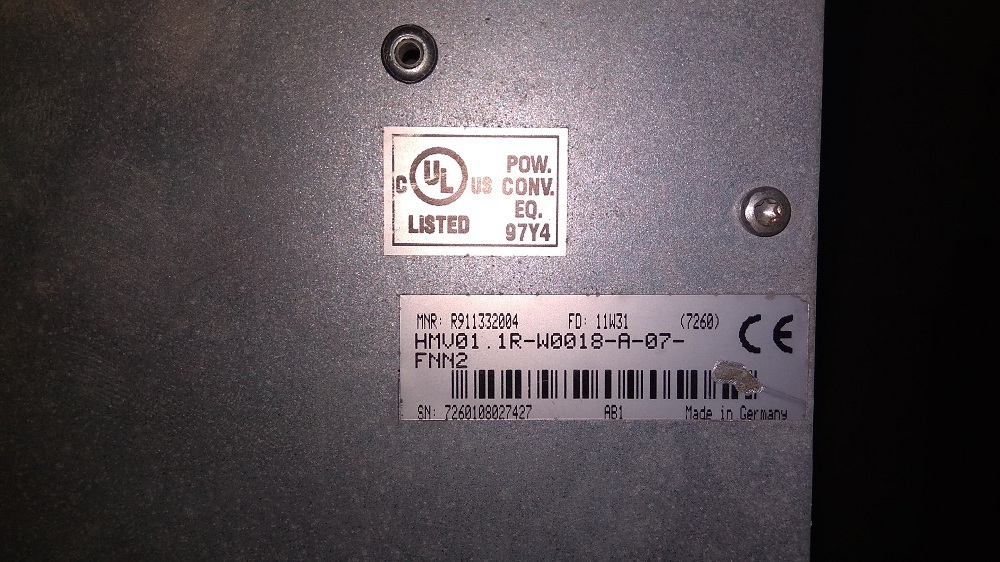 C UL US
LISTED
POW.
CONV.
EQ.
97Y4
MNR: R911332004 FD: 11W31 (7260)
CE
HMV01.1R-W0018-A-07-
FNN2
SN: 7260108027427 AB1 Made in Germany